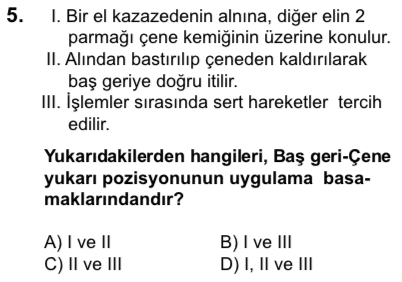 5. I. Bir el kazazedenin alnına, diğer elin 2
parmağı çene kemiğinin üzerine konulur.
II. Alından bastırılıp çeneden kaldırılarak
baş geriye doğru itilir.
III. İşlemler sırasında sert hareketler tercih
edilir.
Yukarıdakilerden hangileri, Baş geri-Çene
yukarı pozisyonunun uygulama basa-
maklarındandır?
A) I ve II B) I ve III
C) II ve III D) I, II ve III